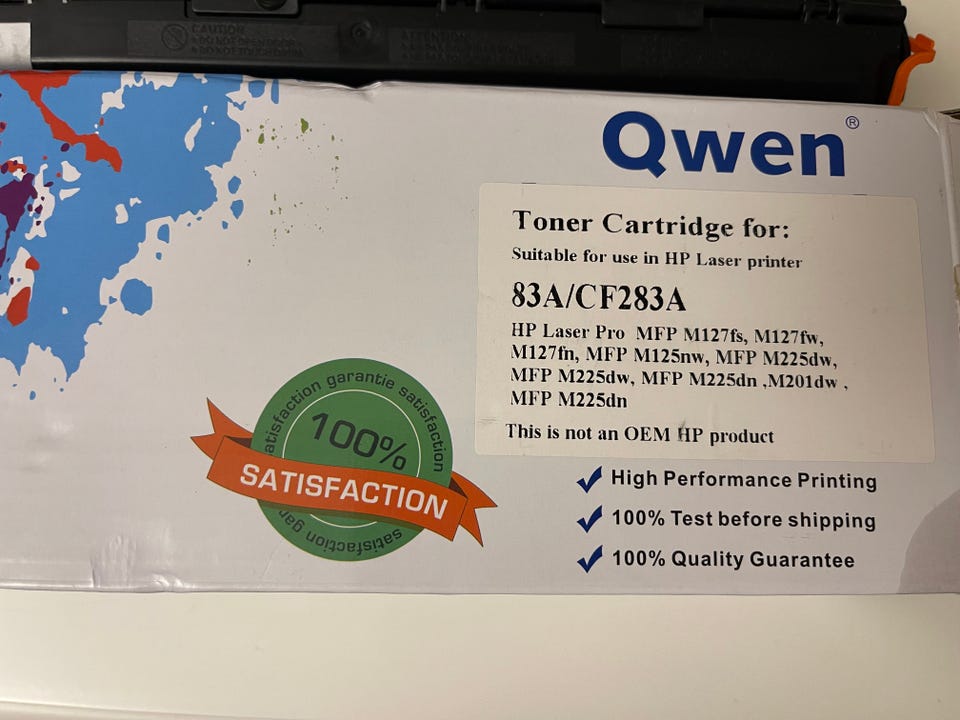 CAUTION
Qwen®
Toner Cartridge for:
Suitable for use in HP Laser printer
83A/CF283A
HP Laser Pro MFP M127fs, M127fw,
M127fn, MFP M125nw, MFP M225dw,
MFP M225dw, MFP M225dn ,M201dw ,
MFP M225dn
This is not an OEM HP product
satisfaction garantie satisfaction
100%
SATISFACTION
satisfaction
High Performance Printing
100% Test before shipping
100% Quality Guarantee